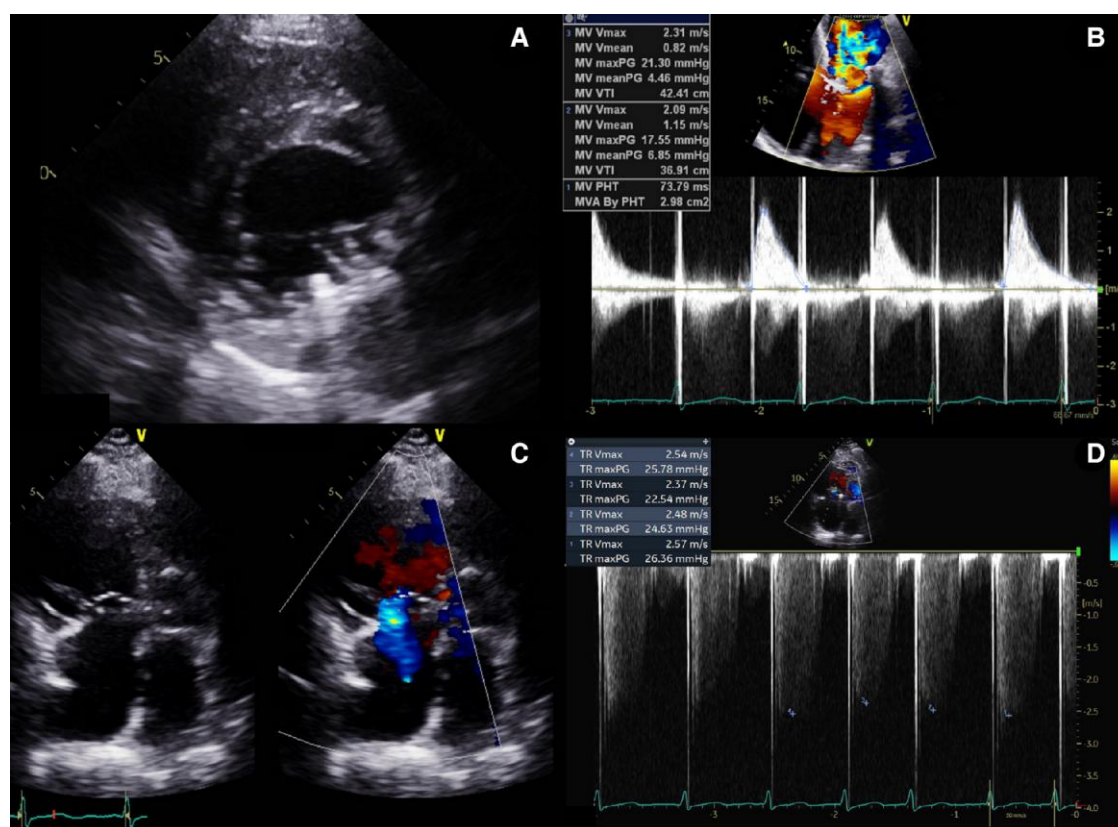 5
0
A
3 MV Vmax 2.31 m/s
MV Vmean 0.82 m/s
MV maxPG 21.30 mmHg
MV meanPG 4.46 mmHg
MV VTI 42.41 cm
2 MV Vmax 2.09 m/s
MV Vmean 1.15 m/s
MV maxPG 17.55 mmHg
MV meanPG 6.85 mmHg
MV VTI 36.91 cm
1 MV PHT 73.79 ms
MVA By PHT 2.98 cm2
10
15
V
B
2
1
[m/
-1
-2
-3
-3 -2 -1 0
66.67 mm/s
V
5
V
5
C
4 TR Vmax 2.54 m/s
TR maxPG 25.78 mmHg
3 TR Vmax 2.37 m/s
TR maxPG 22.54 mmHg
2 TR Vmax 2.48 m/s
TR maxPG 24.63 mmHg
1 TR Vmax 2.57 m/s
TR maxPG 26.36 mmHg
5
10
15
V
D
-0.5
[m/s]
-1.0
-1.5
-2.0
-2.5
-3.0
-3.5
-4.0
-1 -0